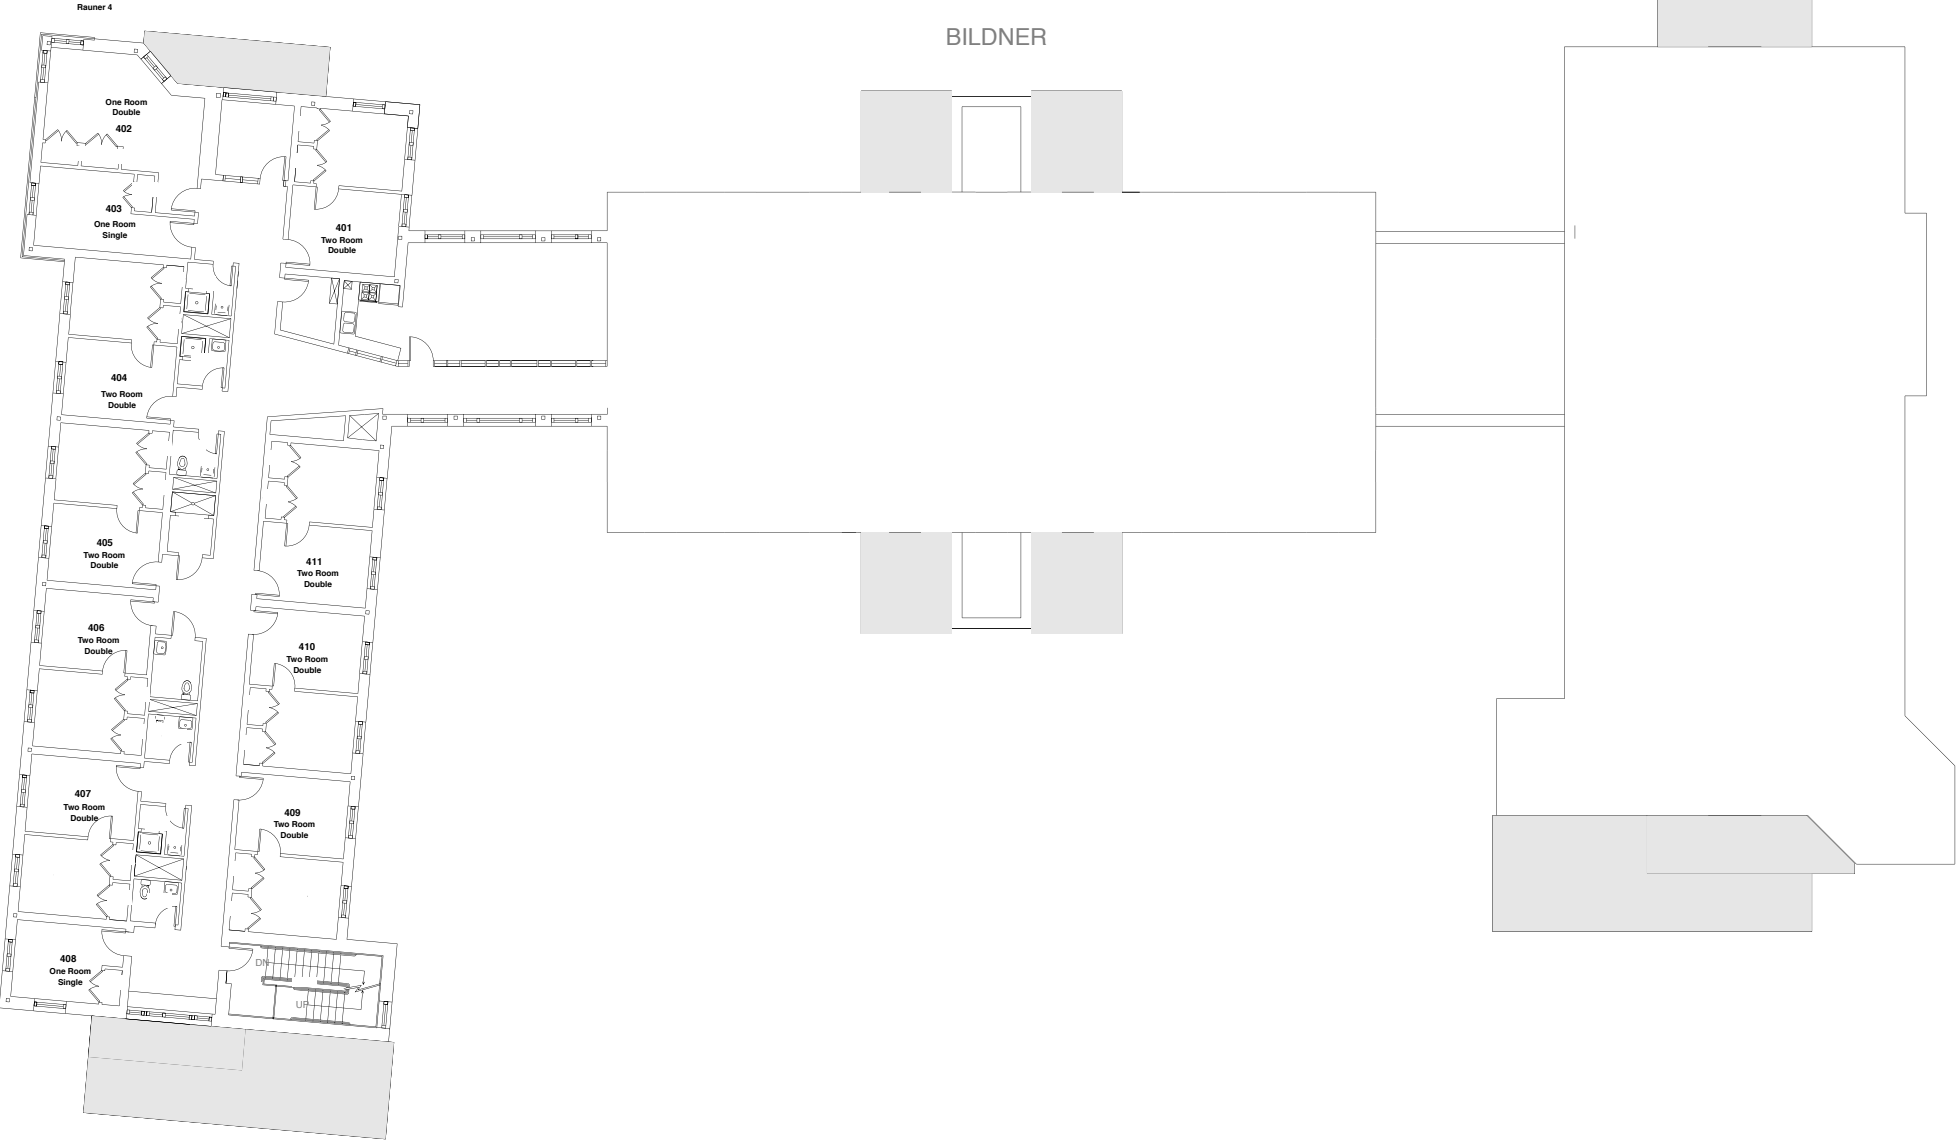 Rauner 4
BILDNER
One Room
Double
402
403
One Room
Single
401
Two Room
Double
404
Two Room
Double
405
Two Room
Double
411
Two Room
Double
406
Two Room
Double
410
Two Room
Double
407
Two Room
Double
409
Two Room
Double
408
One Room
Single
DN
UP